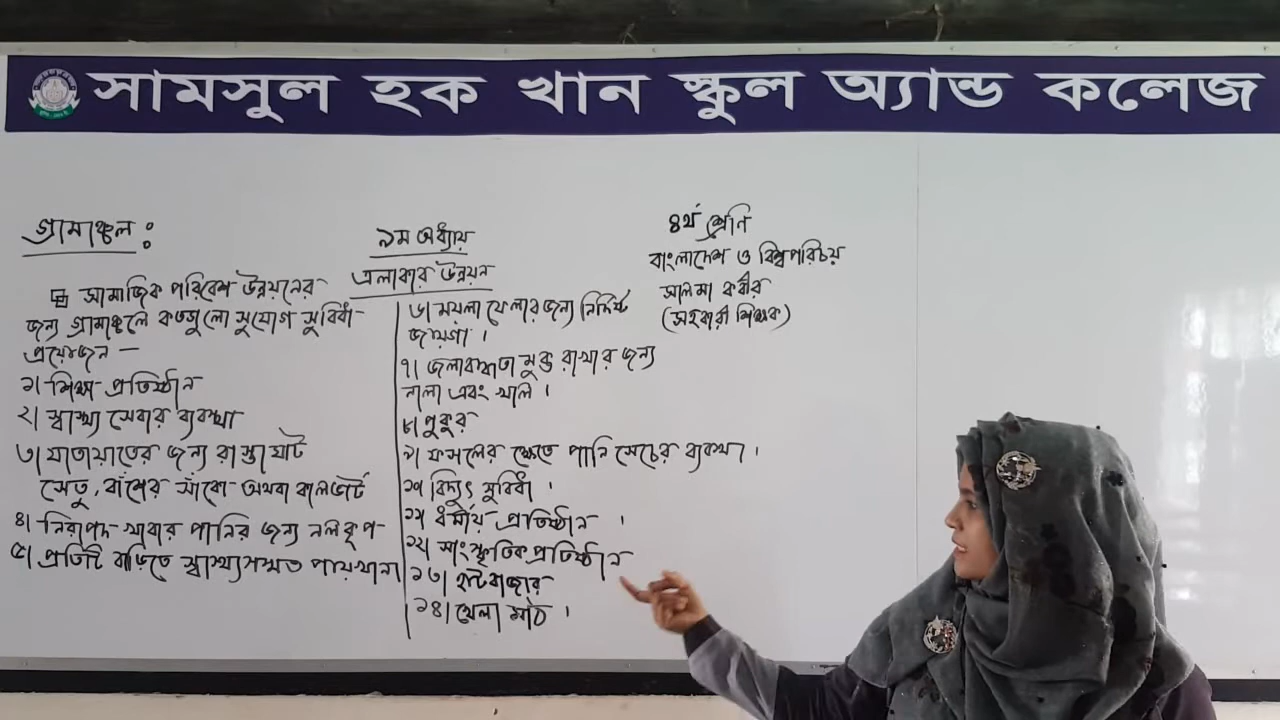 সামসুল হক খান স্কুল অ্যান্ড কলেজ
৪র্থ শ্রেণি
বাংলাদেশ ও বিশ্বপরিচয়
সালমা কবীর
(সহকারী শিক্ষক)
৯ম অধ্যায়
এলাকার উন্নয়ন
গ্রামাঞ্চল :
সামাজিক পরিবেশ উন্নয়নের
জন্য গ্রামাঞ্চলে কতগুলো সুযোগ সুবিধা
প্রয়োজন —
১। শিক্ষা প্রতিষ্ঠান
২। স্বাস্থ্য সেবার ব্যবস্থা
৩। যাতায়াতের জন্য রাস্তাঘাট
সেতু, বাঁশের সাঁকো অথবা কালভার্ট
৪। নিরাপদ খাবার পানির জন্য নলকূপ
৫। প্রতিটি বাড়িতে স্বাস্থ্যসম্মত পায়খানা
৬। ময়লা ফেলার জন্য নির্দিষ্ট
জায়গা।
৭। জলাবদ্ধতা মুক্ত রাখার জন্য
নালা এবং খাল।
৮। পুকুর
৯। ফসলের ক্ষেতে পানি সেচের ব্যবস্থা।
১০। বিদ্যুৎ সুবিধা।
১১। ধর্মীয় প্রতিষ্ঠান।
১২। সাংস্কৃতিক প্রতিষ্ঠান
১৩। হাটবাজার
১৪। খেলা মাঠ।